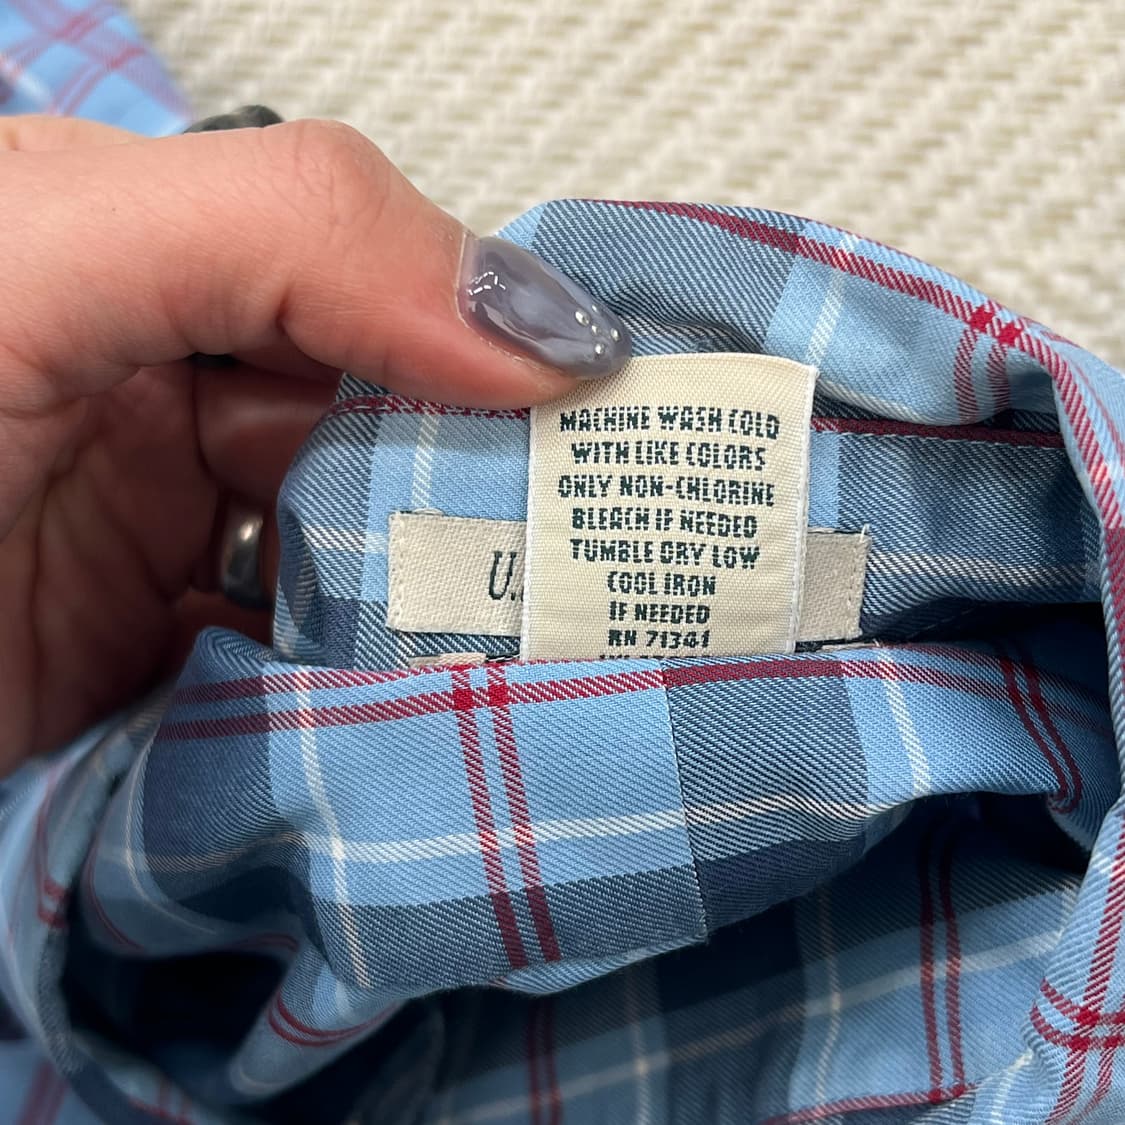 MACHINE WASH COLD
WITH LIKE COLORS
ONLY NON-CHLORINE
BLEACH IF NEEDED
TUMBLE DRY LOW
COOL IRON
IF NEEDED
RN 71341
U.